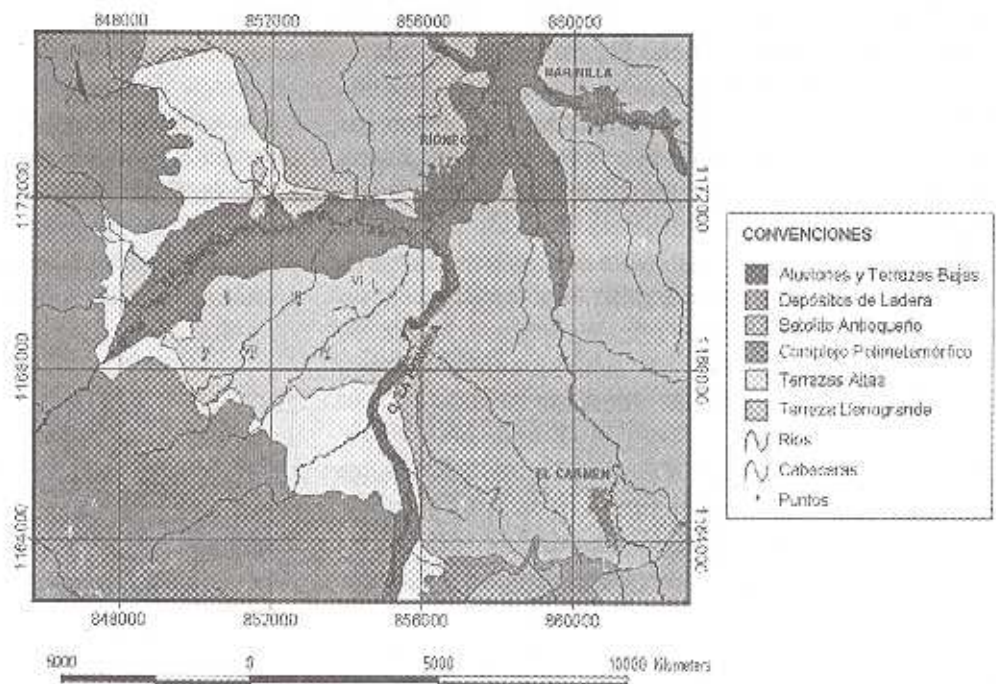 848000 852000 856000 860000
MARINILLA
RIONEGRO
1172000 1172000
VI
1168000 1168000
EL CARMEN
1164000 1164000
848000 852000 856000 860000
5000 0 5000 10000 Kilometers
CONVENCIONES
Aluviones y Terrazas Bajas
Depósitos de Ladera
Batolito Antioqueño
Complejo Polimetamórfico
Terrazas Altas
Terraza Llanogrande
Rios
Cabeceras
Puntos